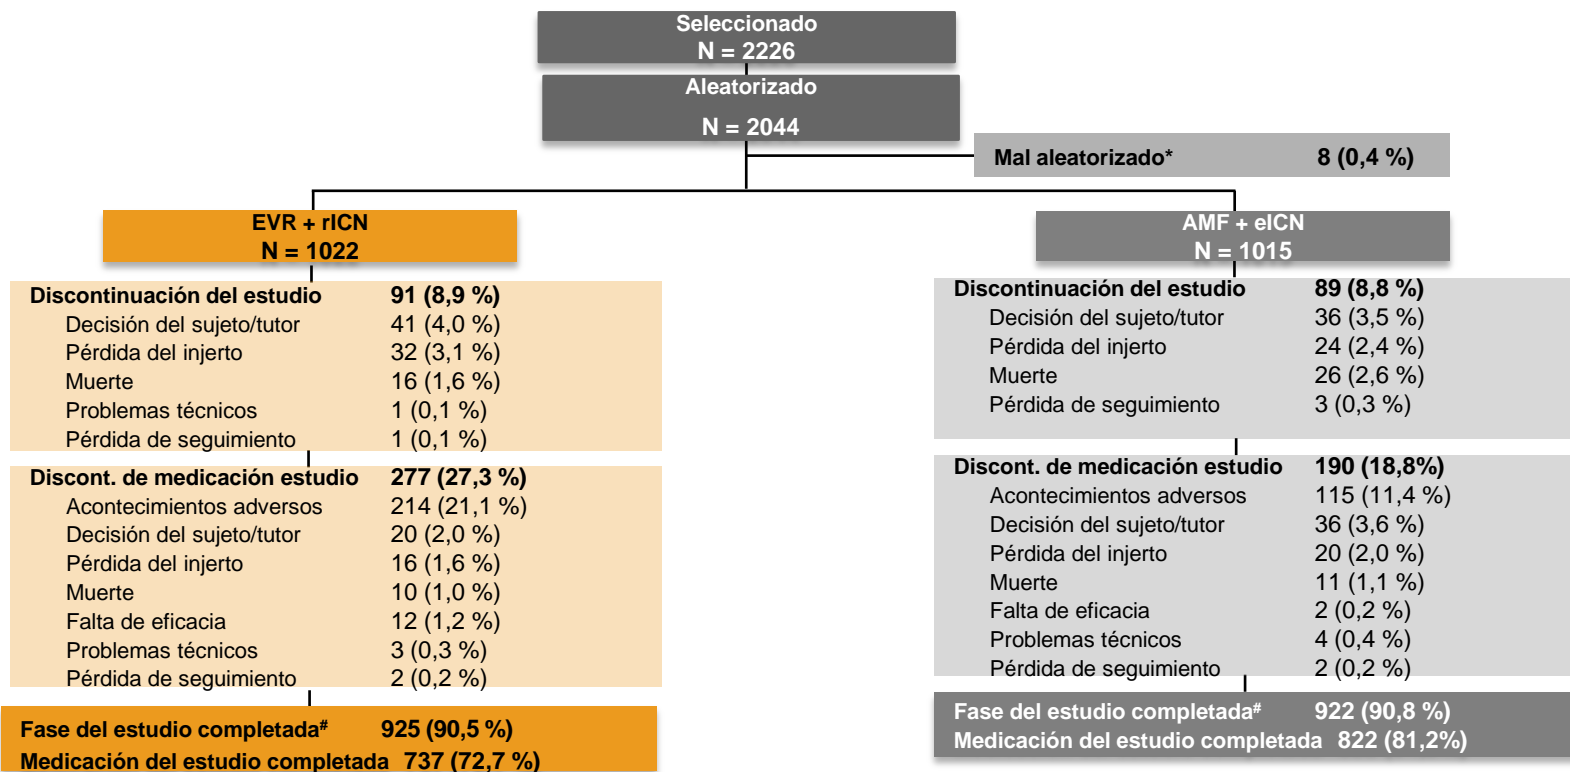 Seleccionado
N = 2226
Aleatorizado
N = 2044
Mal aleatorizado* 8 (0,4 %)
EVR + rICN
N = 1022
Discontinuación del estudio 91 (8,9 %)
Decisión del sujeto/tutor 41 (4,0 %)
Pérdida del injerto 32 (3,1 %)
Muerte 16 (1,6 %)
Problemas técnicos 1 (0,1 %)
Pérdida de seguimiento 1 (0,1 %)
Discont. de medicación estudio 277 (27,3 %)
Acontecimientos adversos 214 (21,1 %)
Decisión del sujeto/tutor 20 (2,0 %)
Pérdida del injerto 16 (1,6 %)
Muerte 10 (1,0 %)
Falta de eficacia 12 (1,2 %)
Problemas técnicos 3 (0,3 %)
Pérdida de seguimiento 2 (0,2 %)
Fase del estudio completada# 925 (90,5 %)
Medicación del estudio completada 737 (72,7 %)
AMF + eICN
N = 1015
Discontinuación del estudio 89 (8,8 %)
Decisión del sujeto/tutor 36 (3,5 %)
Pérdida del injerto 24 (2,4 %)
Muerte 26 (2,6 %)
Pérdida de seguimiento 3 (0,3 %)
Discont. de medicación estudio 190 (18,8%)
Acontecimientos adversos 115 (11,4 %)
Decisión del sujeto/tutor 36 (3,6 %)
Pérdida del injerto 20 (2,0 %)
Muerte 11 (1,1 %)
Falta de eficacia 2 (0,2 %)
Problemas técnicos 4 (0,4 %)
Pérdida de seguimiento 2 (0,2 %)
Fase del estudio completada# 922 (90,8 %)
Medicación del estudio completada 822 (81,2%)